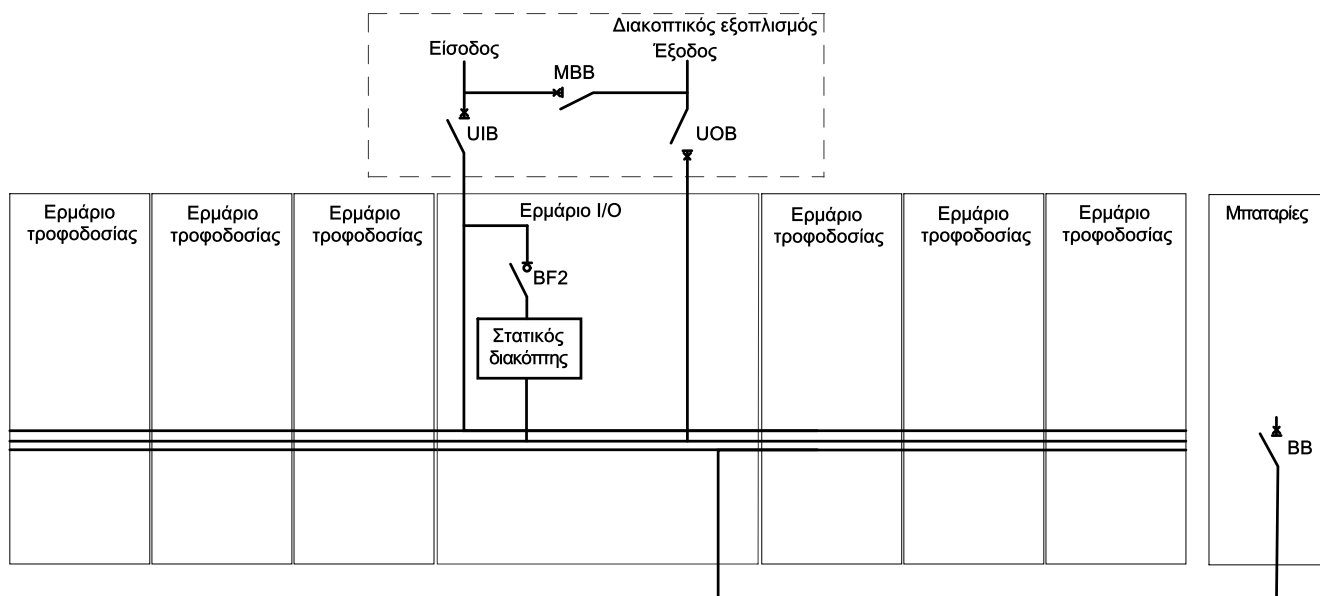 Διακοπτικός εξοπλισμός
Είσοδος
Έξοδος
MBB
UIB
UOB
Ερμάριο
τροφοδοσίας
Ερμάριο
τροφοδοσίας
Ερμάριο
τροφοδοσίας
Ερμάριο I/O
Ερμάριο
τροφοδοσίας
Ερμάριο
τροφοδοσίας
Ερμάριο
τροφοδοσίας
Μπαταρίες
BF2
Στατικός
διακόπτης
BB